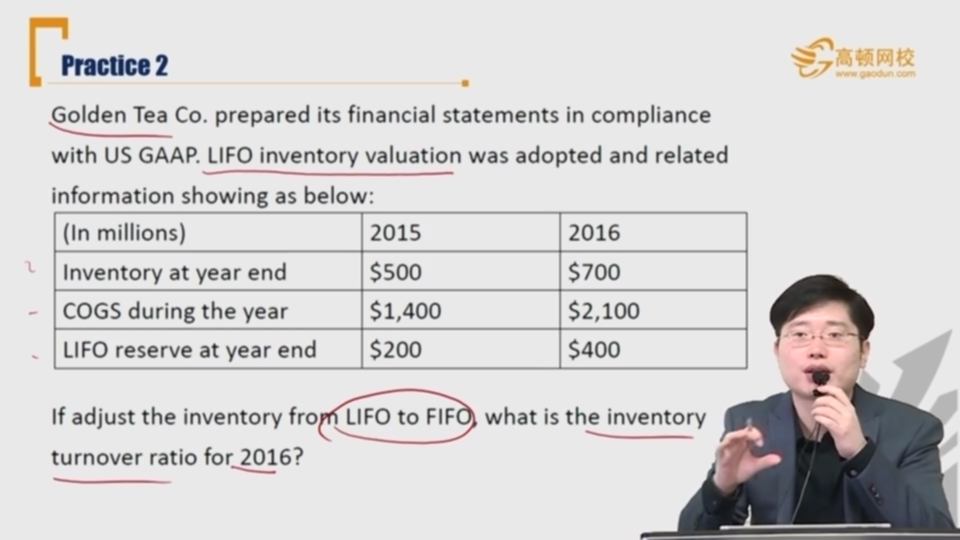 Practice 2
高顿网校
www.gaodun.com
Golden Tea Co. prepared its financial statements in compliance
with US GAAP. LIFO inventory valuation was adopted and related
information showing as below:
(In millions) 2015 2016
Inventory at year end $500 $700
COGS during the year $1,400 $2,100
LIFO reserve at year end $200 $400
If adjust the inventory from LIFO to FIFO, what is the inventory
turnover ratio for 2016?